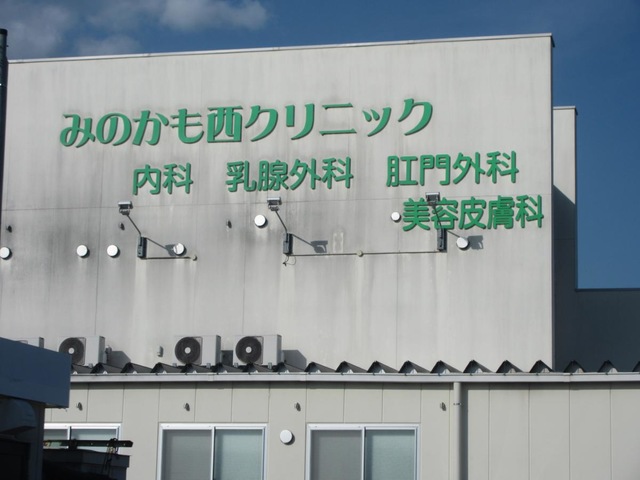 みのかも西クリニック
内科 乳腺外科 肛門外科
美容皮膚科